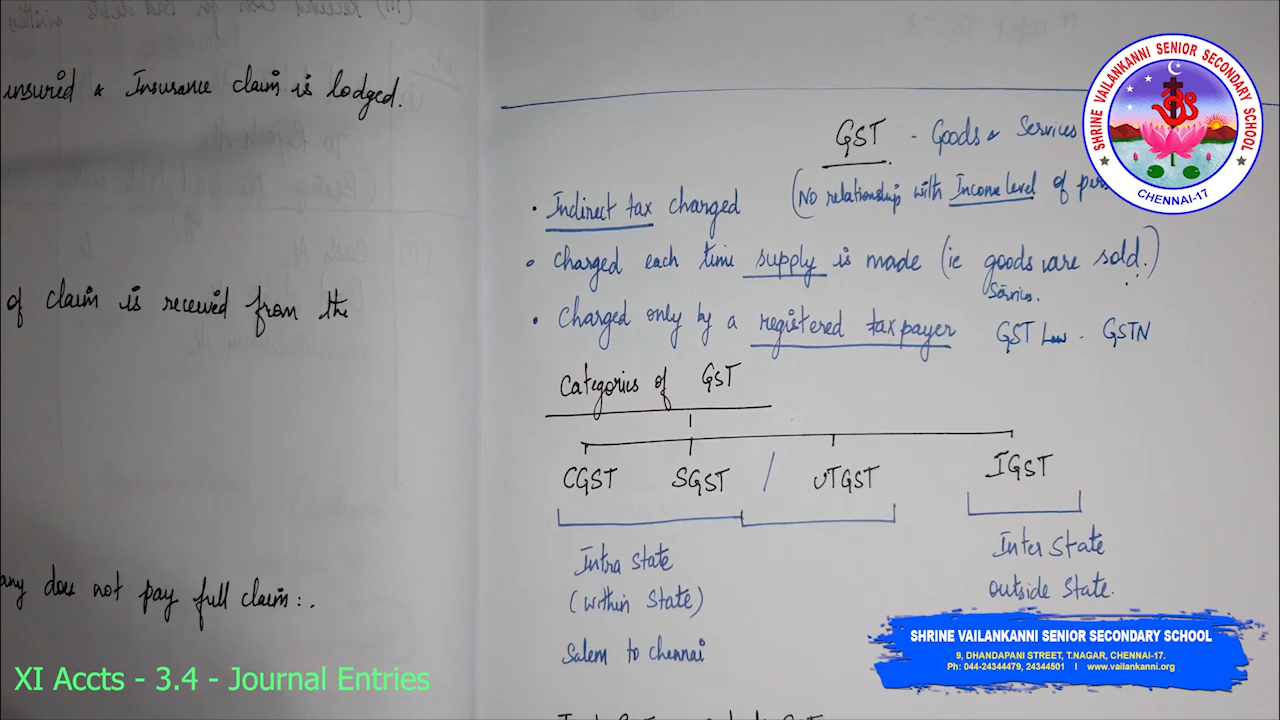 insured & Insurance claim is lodged.
of claim is received from the
any does not pay full claim:.
GST - Goods & Services
(No relationship with Income level of pers
• Indirect tax charged
• Charged each time supply is made (ie goods are sold.)
Services.
• Charged only by a registered tax payer GST Law - GSTN
Categories of GST
CGST SGST / UTGST IGST
Intra State
(within State)
Salem to Chennai
Inter State
outside State.
SHRINE VAILANKANNI SENIOR SECONDARY SCHOOL
CHENNAI-17
SHRINE VAILANKANNI SENIOR SECONDARY SCHOOL
9, DHANDAPANI STREET, T.NAGAR, CHENNAI-17.
Ph: 044-24344479, 24344501 I www.vailankanni.org
XI Accts - 3.4 - Journal Entries